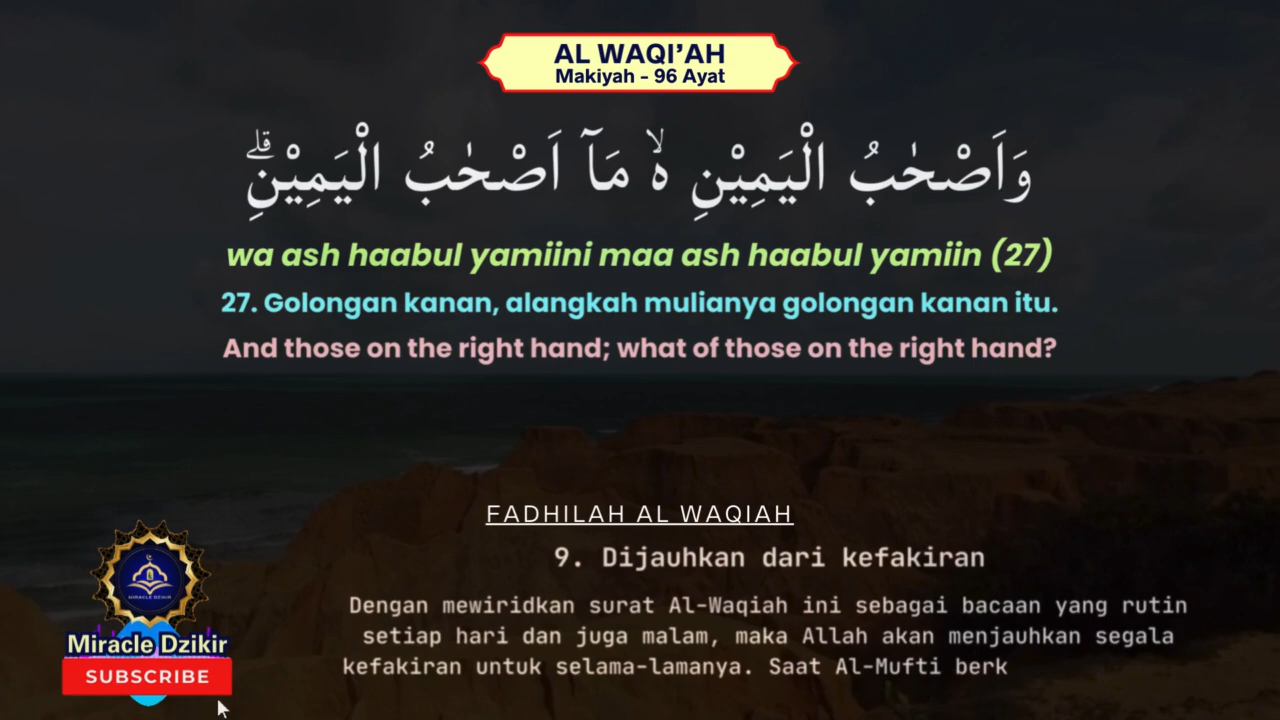 AL WAQI’AH
Makiyah - 96 Ayat
وَاَصْحٰبُ الْيَمِيْنِ ەۙ مَآ اَصْحٰبُ الْيَمِيْنِۗ
wa ash haabul yamiini maa ash haabul yamiin (27)
27. Golongan kanan, alangkah mulianya golongan kanan itu.
And those on the right hand; what of those on the right hand?
FADHILAH AL WAQIAH
9. Dijauhkan dari kefakiran
Dengan mewiridkan surat Al-Waqiah ini sebagai bacaan yang rutin
setiap hari dan juga malam, maka Allah akan menjauhkan segala
kefakiran untuk selama-lamanya. Saat Al-Mufti berk
MIRACLE DZIKIR
Miracle Dzikir
SUBSCRIBE